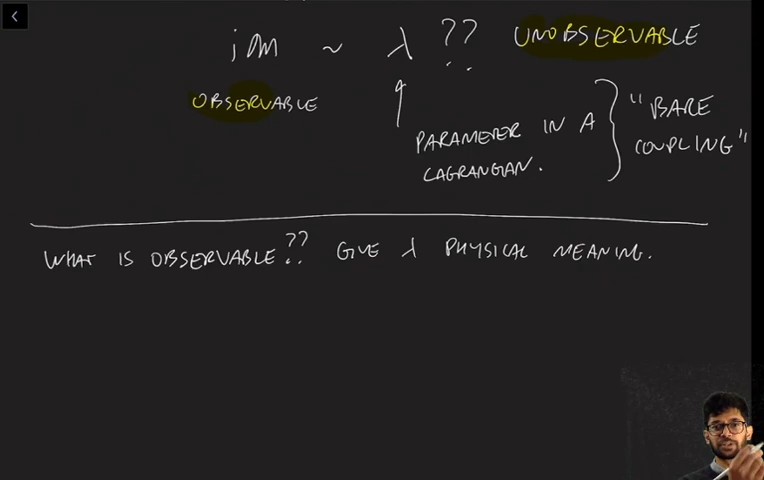 iM ~ λ ?? UNOBSERVABLE
OBSERVABLE
PARAMETER IN A } "BARE
LAGRANGIAN. COUPLING"
WHAT IS OBSERVABLE?? GIVE λ PHYSICAL MEANING.